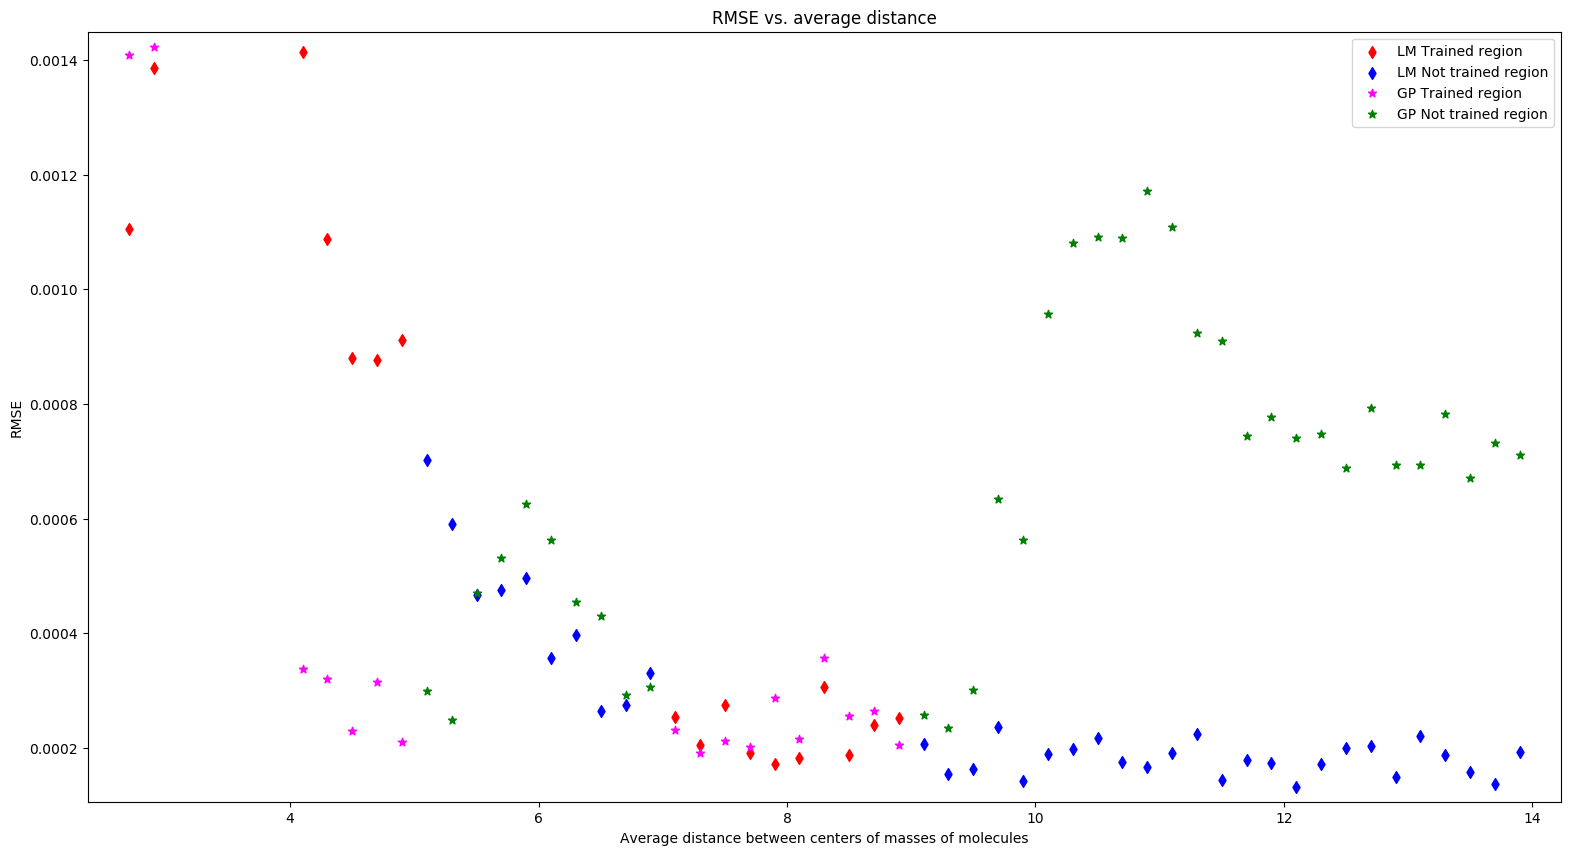 RMSE vs. average distance
LM Trained region
LM Not trained region
GP Trained region
GP Not trained region
0.0014
0.0012
0.0010
0.0008
0.0006
0.0004
0.0002
RMSE
4
6
8
10
12
14
Average distance between centers of masses of molecules